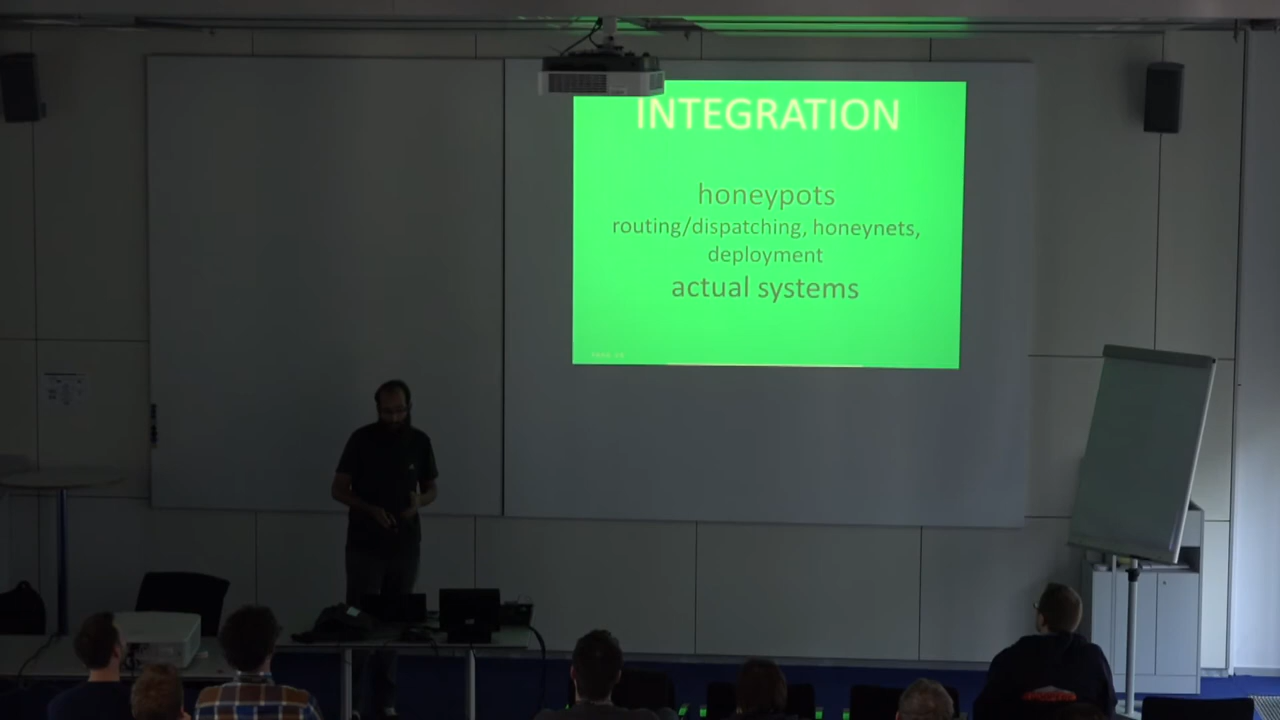 INTEGRATION
honeypots
routing/dispatching, honeynets,
deployment
actual systems